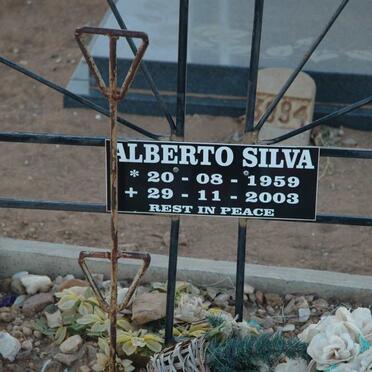 ALBERTO SILVA
* 20 - 08 - 1959
+ 29 - 11 - 2003
REST IN PEACE